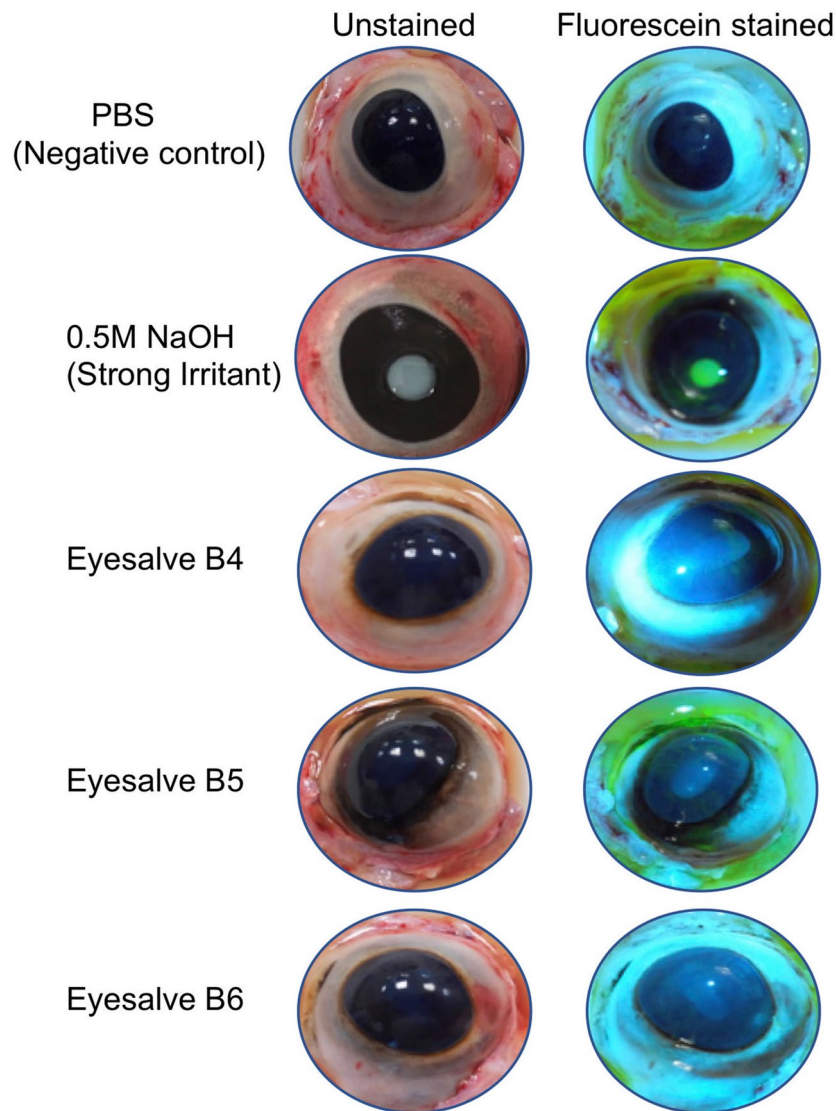 Unstained
Fluorescein stained
PBS
(Negative control)
0.5M NaOH
(Strong Irritant)
Eyesalve B4
Eyesalve B5
Eyesalve B6